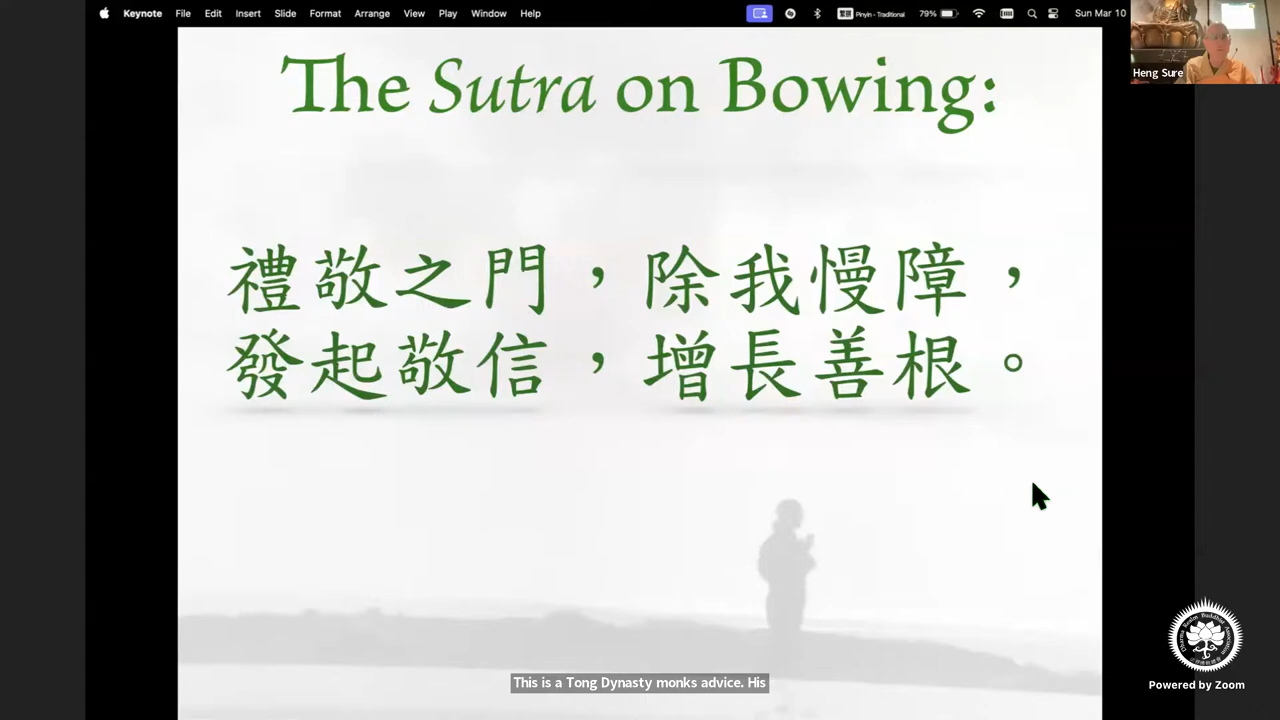 Keynote File Edit Insert Slide Format Arrange View Play Window Help
Pinyin - Traditional 79% Sun Mar 10
Heng Sure
The Sutra on Bowing:
禮敬之門，除我慢障，
發起敬信，增長善根。
This is a Tong Dynasty monks advice. His
Powered by Zoom